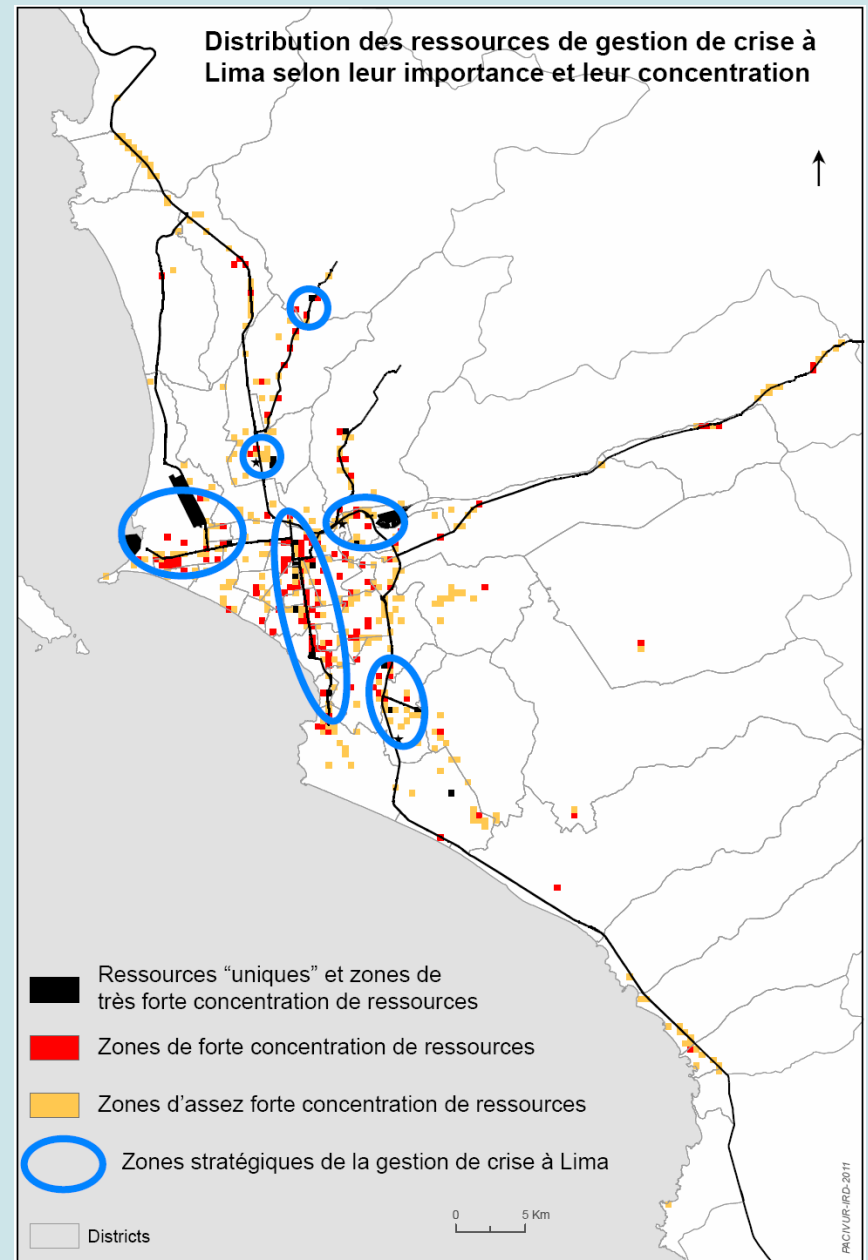 Distribution des ressources de gestion de crise à
Lima selon leur importance et leur concentration
Ressources “uniques” et zones de
très forte concentration de ressources
Zones de forte concentration de ressources
Zones d’assez forte concentration de ressources
Zones stratégiques de la gestion de crise à Lima
0 5 Km
Districts
PACIVUR-IRD-2011